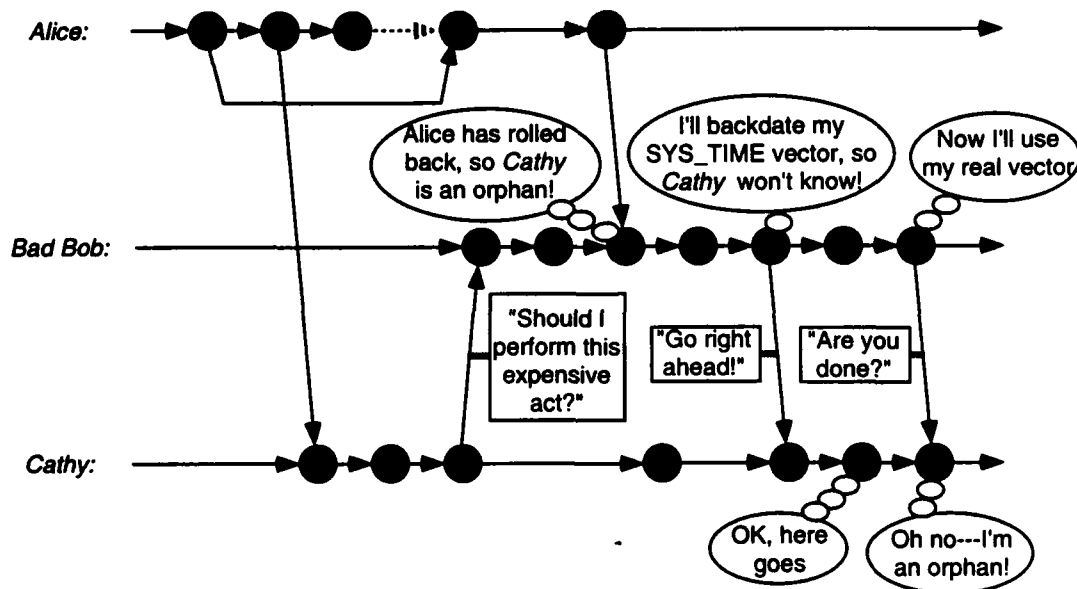 Alice:
Alice has rolled
back, so Cathy
is an orphan!
I'll backdate my
SYS_TIME vector, so
Cathy won't know!
Now I'll use
my real vector
Bad Bob:
"Should I
perform this
expensive
act?"
"Go right
ahead!"
"Are you
done?"
Cathy:
OK, here
goes
Oh no---I'm
an orphan!